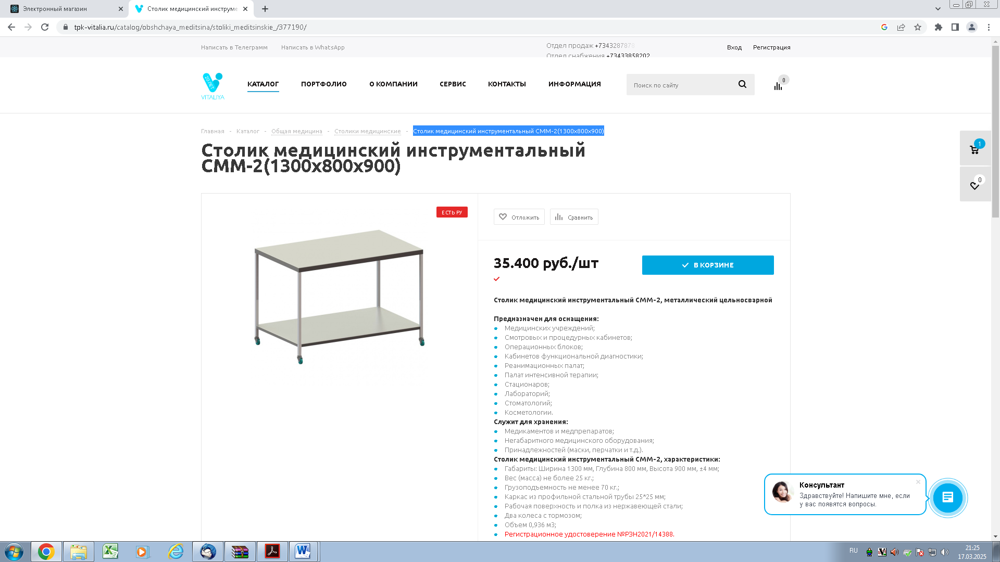 Электронный магазин
Столик медицинский инструме
tpk-vitalia.ru/catalog/obshchaya_meditsina/stoliki_meditsinskie_/377190/
Написать в Телеграмм
Написать в WhatsApp
Отдел продаж +7343287878
Отдел снабжения +73433858202
Вход
Регистрация
20 ЛЕТ
VITALIYA
КАТАЛОГ
ПОРТФОЛИО
О КОМПАНИИ
СЕРВИС
КОНТАКТЫ
ИНФОРМАЦИЯ
Поиск по сайту
0
Главная - Каталог - Общая медицина - Столики медицинские - Столик медицинский инструментальный СММ-2(1300х800х900)
1
0
Столик медицинский инструментальный
СММ-2(1300х800х900)
ЕСТЬ РУ
Отложить
Сравнить
35.400 руб./шт
В КОРЗИНЕ
Столик медицинский инструментальный СММ-2, металлический цельносварной
Предназначен для оснащения:
Медицинских учреждений;
Смотровых и процедурных кабинетов;
Операционных блоков;
Кабинетов функциональной диагностики;
Реанимационных палат;
Палат интенсивной терапии;
Стационаров;
Лабораторий;
Стоматологий;
Косметологии.
Служит для хранения:
Медикаментов и медпрепаратов;
Негабаритного медицинского оборудования;
Принадлежностей (маски, перчатки и т.д.).
Столик медицинский инструментальный СММ-2, характеристики:
Габариты: Ширина 1300 мм, Глубина 800 мм, Высота 900 мм, ±4 мм;
Вес (масса) не более 25 кг.;
Грузоподъемность не менее 70 кг.;
Каркас из профильной стальной трубы 25*25 мм;
Рабочая поверхность и полка из нержавеющей стали;
Два колеса с тормозом;
Объем 0,936 м3;
Регистрационное удостоверение №РЗН2021/14388.
Консультант
Здравствуйте! Напишите мне, если
у вас появятся вопросы.
RU
21:25
17.03.2025